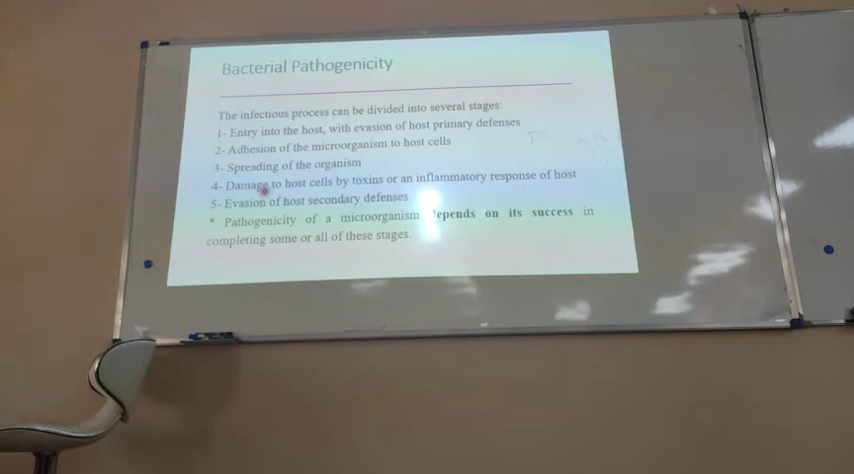 Bacterial Pathogenicity
The infectious process can be divided into several stages:
1- Entry into the host, with evasion of host primary defenses
2- Adhesion of the microorganism to host cells
3- Spreading of the organism
4- Damage to host cells by toxins or an inflammatory response of host
5- Evasion of host secondary defenses
* Pathogenicity of a microorganism depends on its success in
completing some or all of these stages.